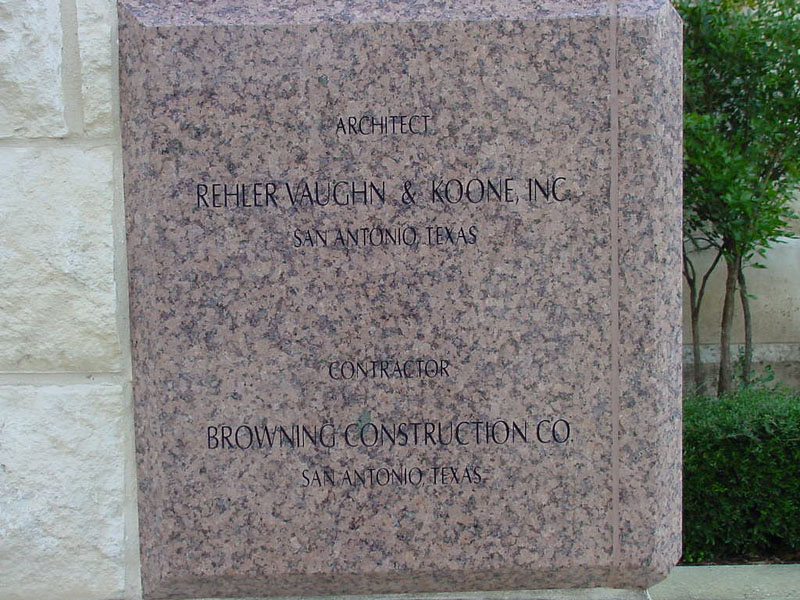 ARCHITECT
REHLER VAUGHN & KOONE, INC.
SAN ANTONIO, TEXAS
CONTRACTOR
BROWNING CONSTRUCTION CO.
SAN ANTONIO, TEXAS